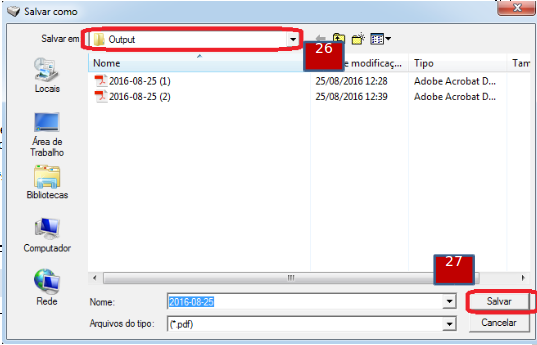 Salvar como
Salvar em
Output
26
Nome
e modificaç...
Tipo
Tam
2016-08-25 (1)
25/08/2016 12:28
Adobe Acrobat D...
2016-08-25 (2)
25/08/2016 12:39
Adobe Acrobat D...
Locais
Área de
Trabalho
Bibliotecas
Computador
Rede
27
Nome:
2016-08-25
Salvar
Arquivos do tipo:
(*.pdf)
Cancelar